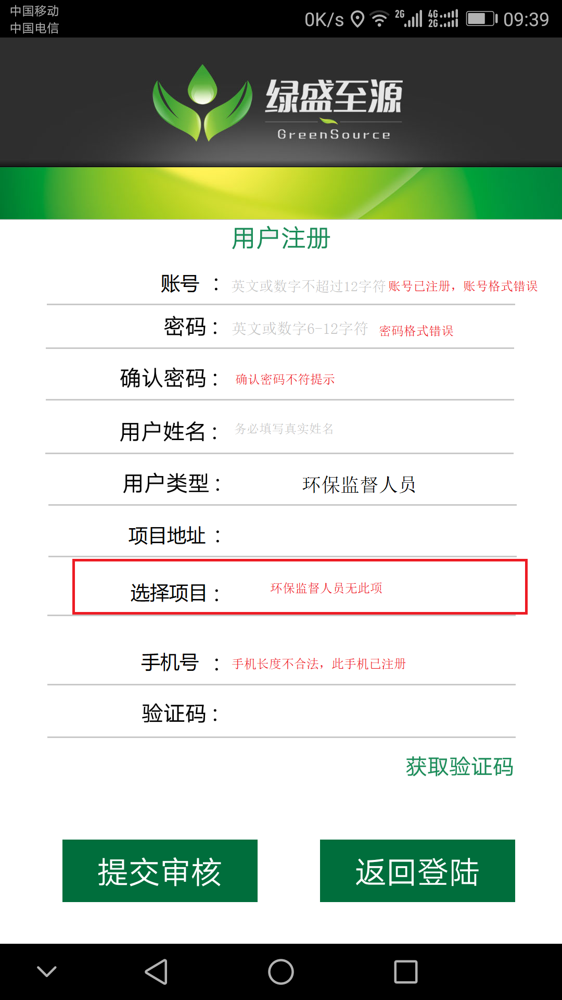 中国移动
中国电信
0K/s 2G 4G 2G 09:39
绿盛至源
GreenSource
用户注册
账号 : 英文或数字不超过12字符 账号已注册，账号格式错误
密码 : 英文或数字6-12字符 密码格式错误
确认密码 : 确认密码不符提示
用户姓名 : 务必填写真实姓名
用户类型 : 环保监督人员
项目地址 :
选择项目 : 环保监督人员无此项
手机号 : 手机长度不合法，此手机已注册
验证码 :
获取验证码
提交审核 返回登陆